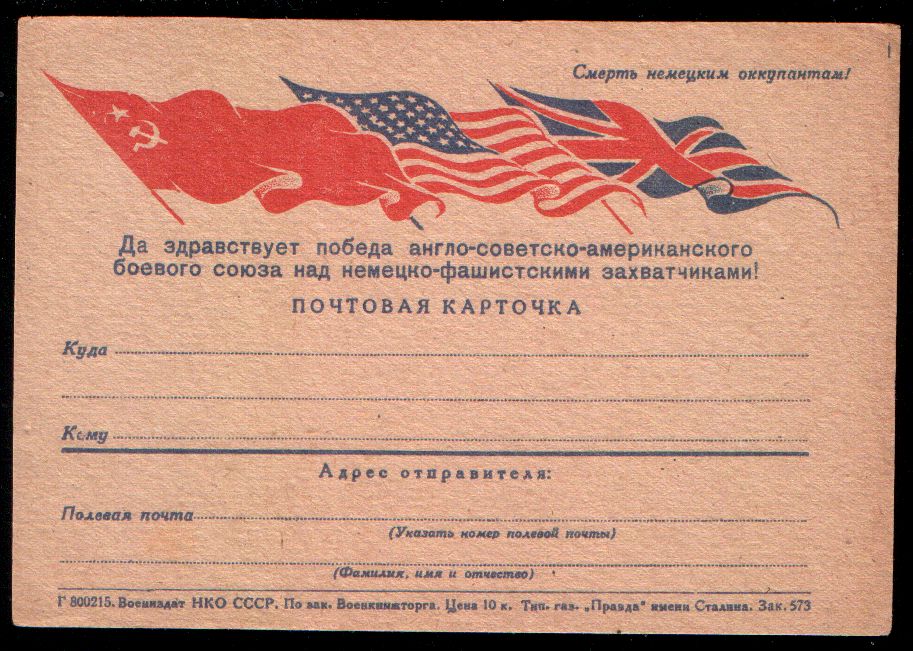 Смерть немецким оккупантам!
Да здравствует победа англо-советско-американского
боевого союза над немецко-фашистскими захватчиками!
ПОЧТОВАЯ КАРТОЧКА
Куда
Кому
Адрес отправителя:
Полевая почта
(Указать номер полевой почты)
(Фамилия, имя и отчество)
Г 800215. Воениздат НКО СССР. По зак. Военкнижторга. Цена 10 к. Тип. газ. „Правда" имени Сталина. Зак. 573